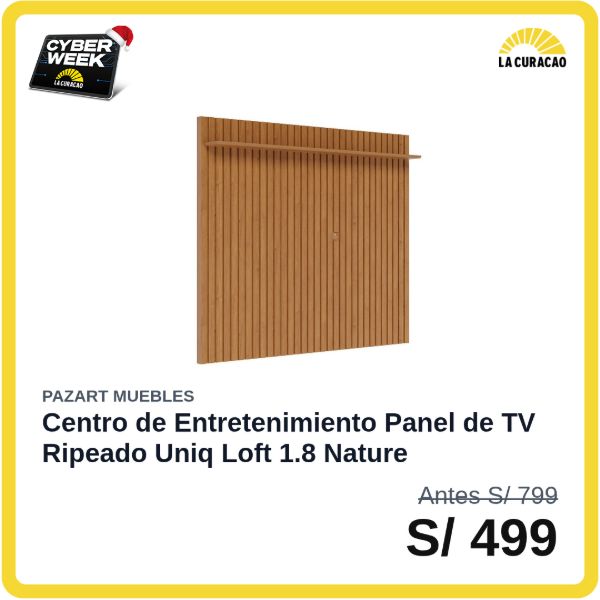 CYBER
WEEK
LA CURACAO
LA CURACAO
PAZART MUEBLES
Centro de Entretenimiento Panel de TV
Ripeado Uniq Loft 1.8 Nature
Antes S/ 799
S/ 499